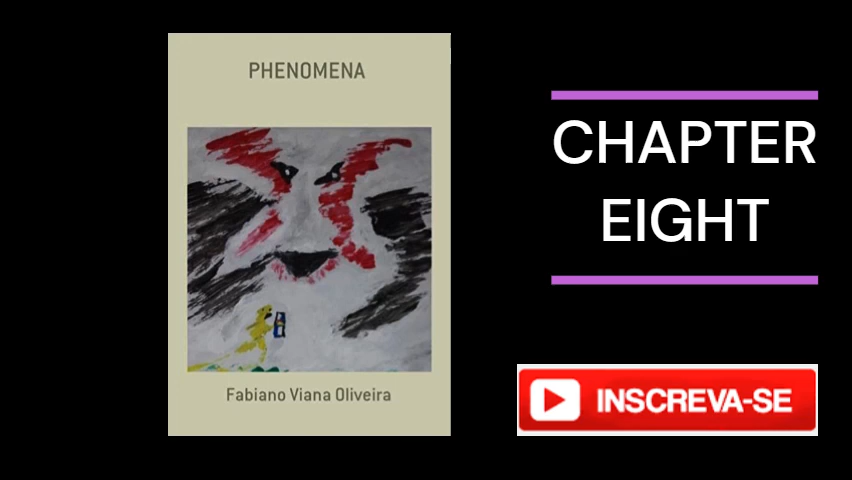 PHENOMENA
Fabiano Viana Oliveira
CHAPTER
EIGHT
INSCREVA-SE